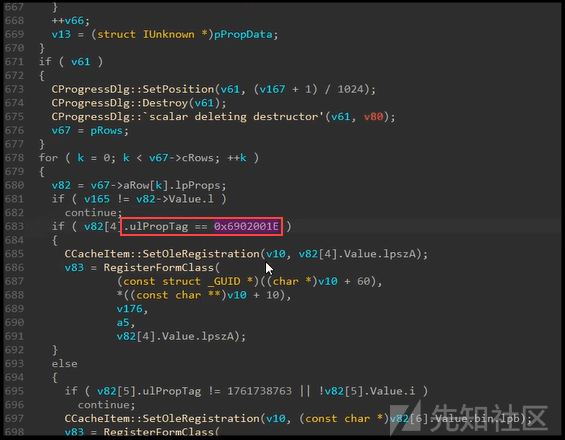 667 }
668 ++v66;
669 v13 = (struct IUnknown *)pPropData;
670 }
671 if ( v61 )
672 {
673 CProgressDlg::SetPosition(v61, (v167 + 1) / 1024);
674 CProgressDlg::Destroy(v61);
675 CProgressDlg::`scalar deleting destructor'(v61, v80);
676 v67 = pRows;
677 }
678 for ( k = 0; k < v67->cRows; ++k )
679 {
680 v82 = v67->aRow[k].lpProps;
681 if ( v165 != v82->Value.l )
682 continue;
683 if ( v82[4].ulPropTag == 0x6902001E )
684 {
685 CCacheItem::SetOleRegistration(v10, v82[4].Value.lpszA);
686 v83 = RegisterFormClass(
687 (const struct _GUID *)((char *)v10 + 60),
688 *((const char **)v10 + 10),
689 v176,
690 a5,
691 v82[4].Value.lpszA);
692 }
693 else
694 {
695 if ( v82[5].ulPropTag != 1761738763 || !v82[5].Value.i )
696 continue;
697 CCacheItem::SetOleRegistration(v10, (const char *)v82[6].Value.bin.lpb);
698 v83 = RegisterFormClass(
先知社区